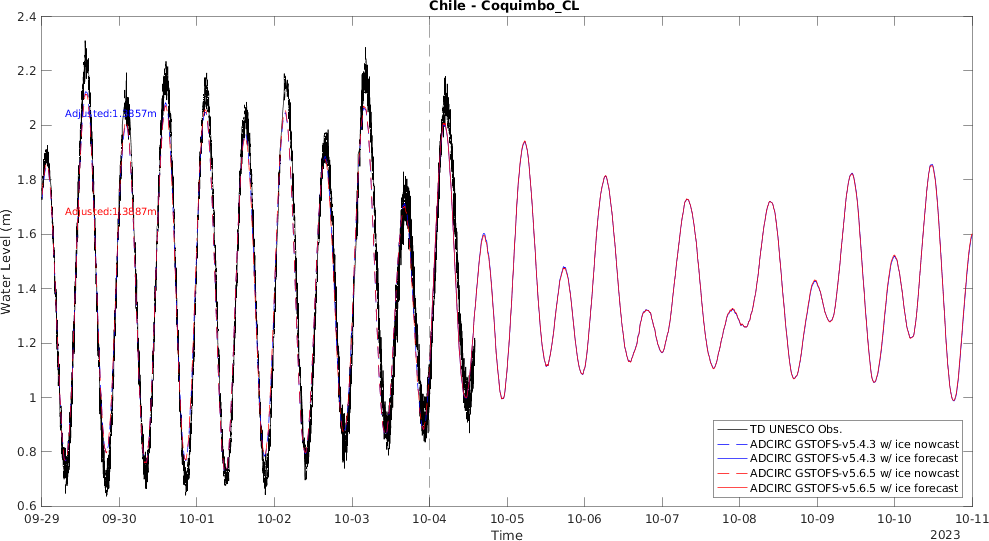 Chile - Coquimbo_CL
2.4
2.2
2
1.8
1.6
1.4
1.2
1
0.8
0.6
Water Level (m)
Adjusted:1.3857m
Adjusted:1.3887m
TD UNESCO Obs.
ADCIRC GSTOFS-v5.4.3 w/ ice nowcast
ADCIRC GSTOFS-v5.4.3 w/ ice forecast
ADCIRC GSTOFS-v5.6.5 w/ ice nowcast
ADCIRC GSTOFS-v5.6.5 w/ ice forecast
09-29 09-30 10-01 10-02 10-03 10-04 10-05 10-06 10-07 10-08 10-09 10-10 10-11
Time
2023